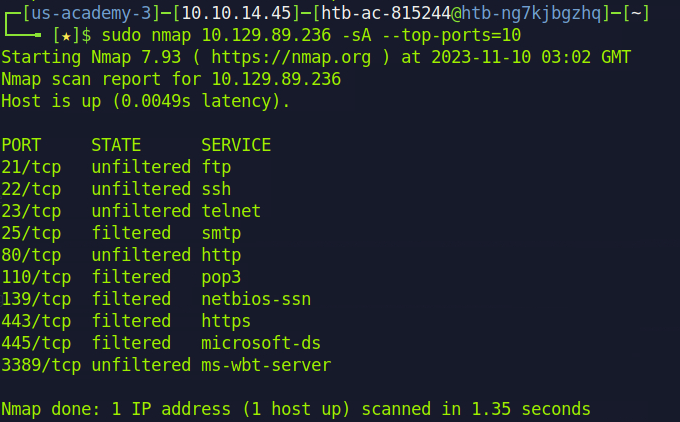 ┌─[us-academy-3]─[10.10.14.45]─[htb-ac-815244@htb-ng7kjbgzhq]─[~]
└──╼ [★]$ sudo nmap 10.129.89.236 -sA --top-ports=10
Starting Nmap 7.93 ( https://nmap.org ) at 2023-11-10 03:02 GMT
Nmap scan report for 10.129.89.236
Host is up (0.0049s latency).

PORT     STATE      SERVICE
21/tcp   unfiltered ftp
22/tcp   unfiltered ssh
23/tcp   unfiltered telnet
25/tcp   filtered   smtp
80/tcp   unfiltered http
110/tcp  filtered   pop3
139/tcp  filtered   netbios-ssn
443/tcp  filtered   https
445/tcp  filtered   microsoft-ds
3389/tcp unfiltered ms-wbt-server

Nmap done: 1 IP address (1 host up) scanned in 1.35 seconds